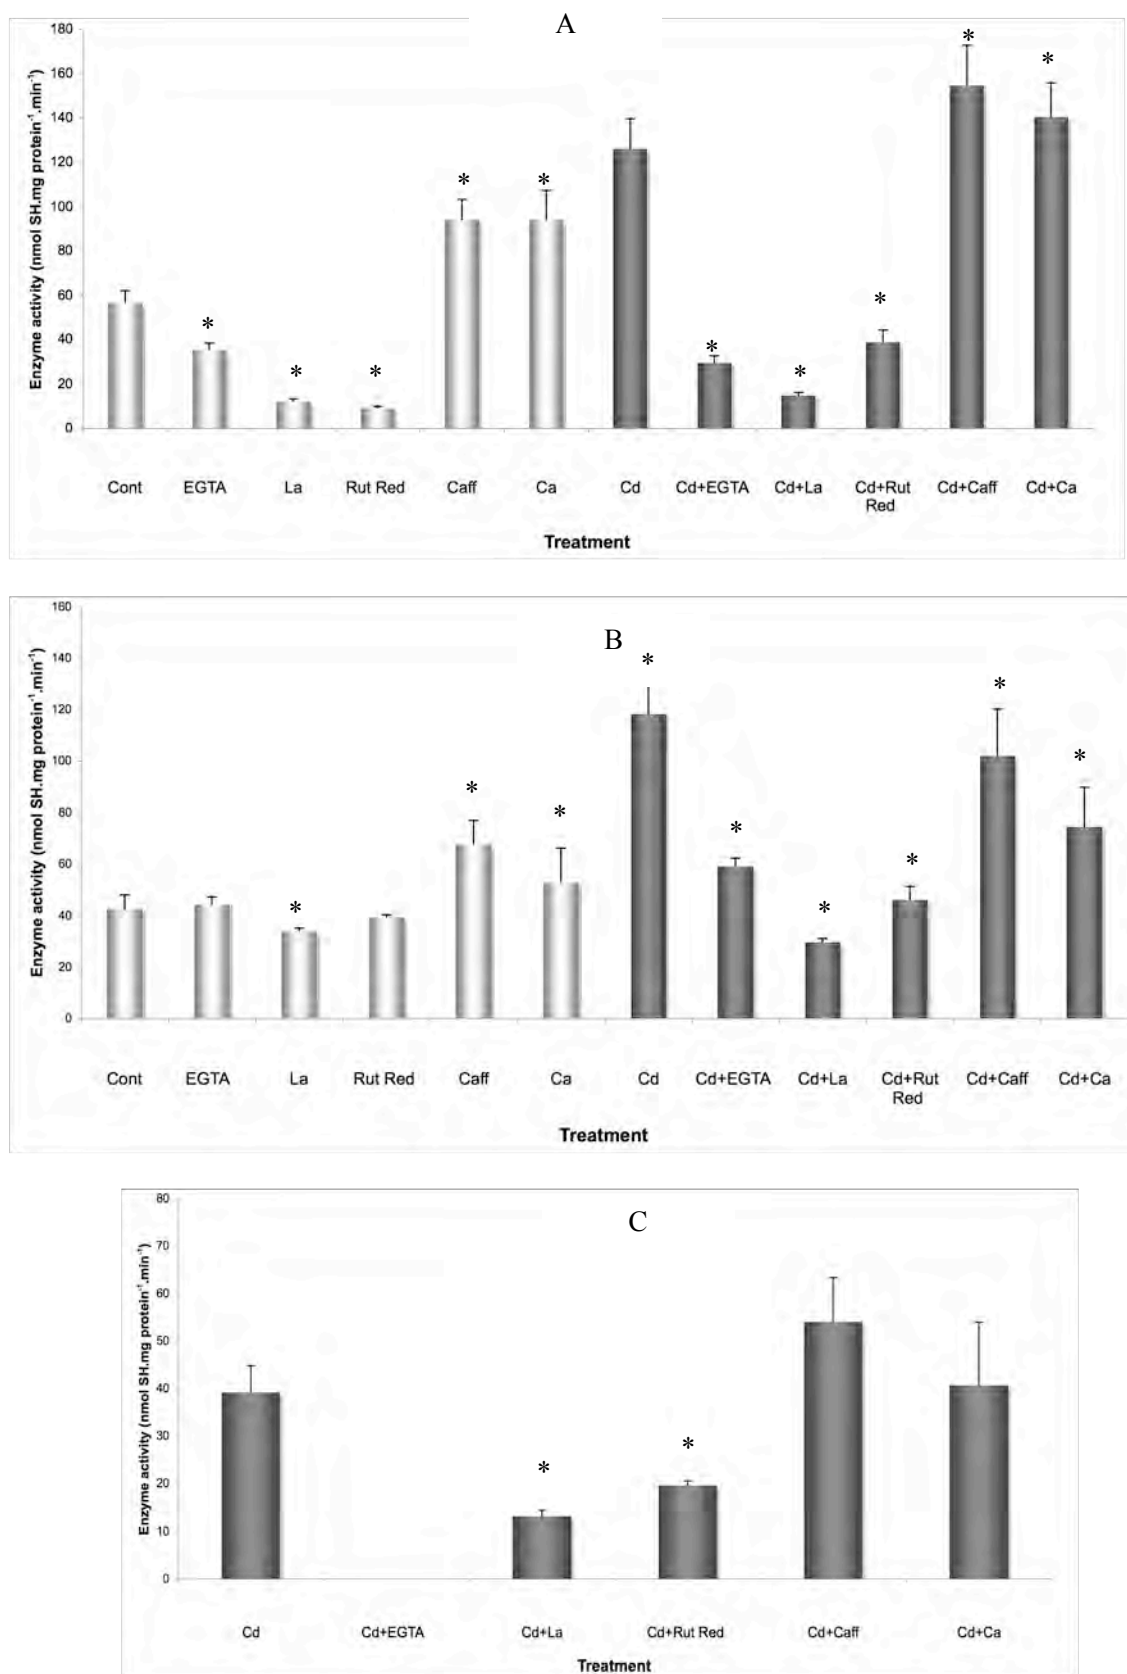 A
Enzyme activity (nmol SH.mg protein⁻¹.min⁻¹)
180
160
140
120
100
80
60
40
20
0
* * * * * * * * * *
Cont EGTA La Rut Red Caff Ca Cd Cd+EGTA Cd+La Cd+Rut Red Cd+Caff Cd+Ca
Treatment
B
Enzyme activity (nmol SH.mg protein⁻¹.min⁻¹)
160
140
120
100
80
60
40
20
0
* * * * * * * * *
Cont EGTA La Rut Red Caff Ca Cd Cd+EGTA Cd+La Cd+Rut Red Cd+Caff Cd+Ca
Treatment
C
Enzyme activity (nmol SH.mg protein⁻¹.min⁻¹)
80
70
60
50
40
30
20
10
0
* *
Cd Cd+EGTA Cd+La Cd+Rut Red Cd+Caff Cd+Ca
Treatment